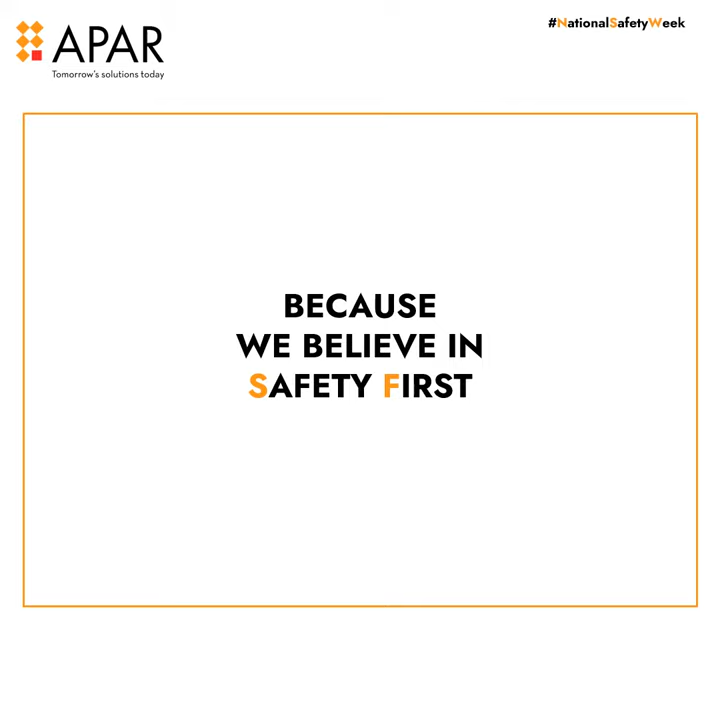 APAR
Tomorrow's solutions today
#NationalSafetyWeek
BECAUSE
WE BELIEVE IN
SAFETY FIRST